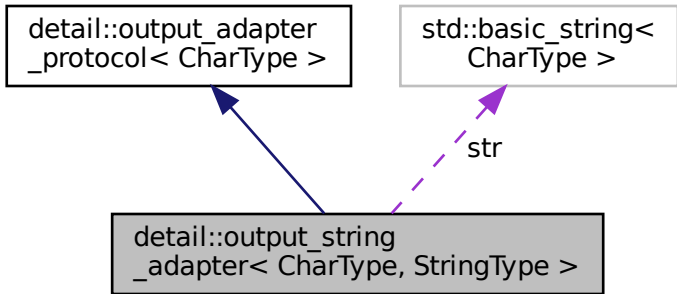 detail::output_adapter
_protocol< CharType >
std::basic_string<
CharType >
str
detail::output_string
_adapter< CharType, StringType >